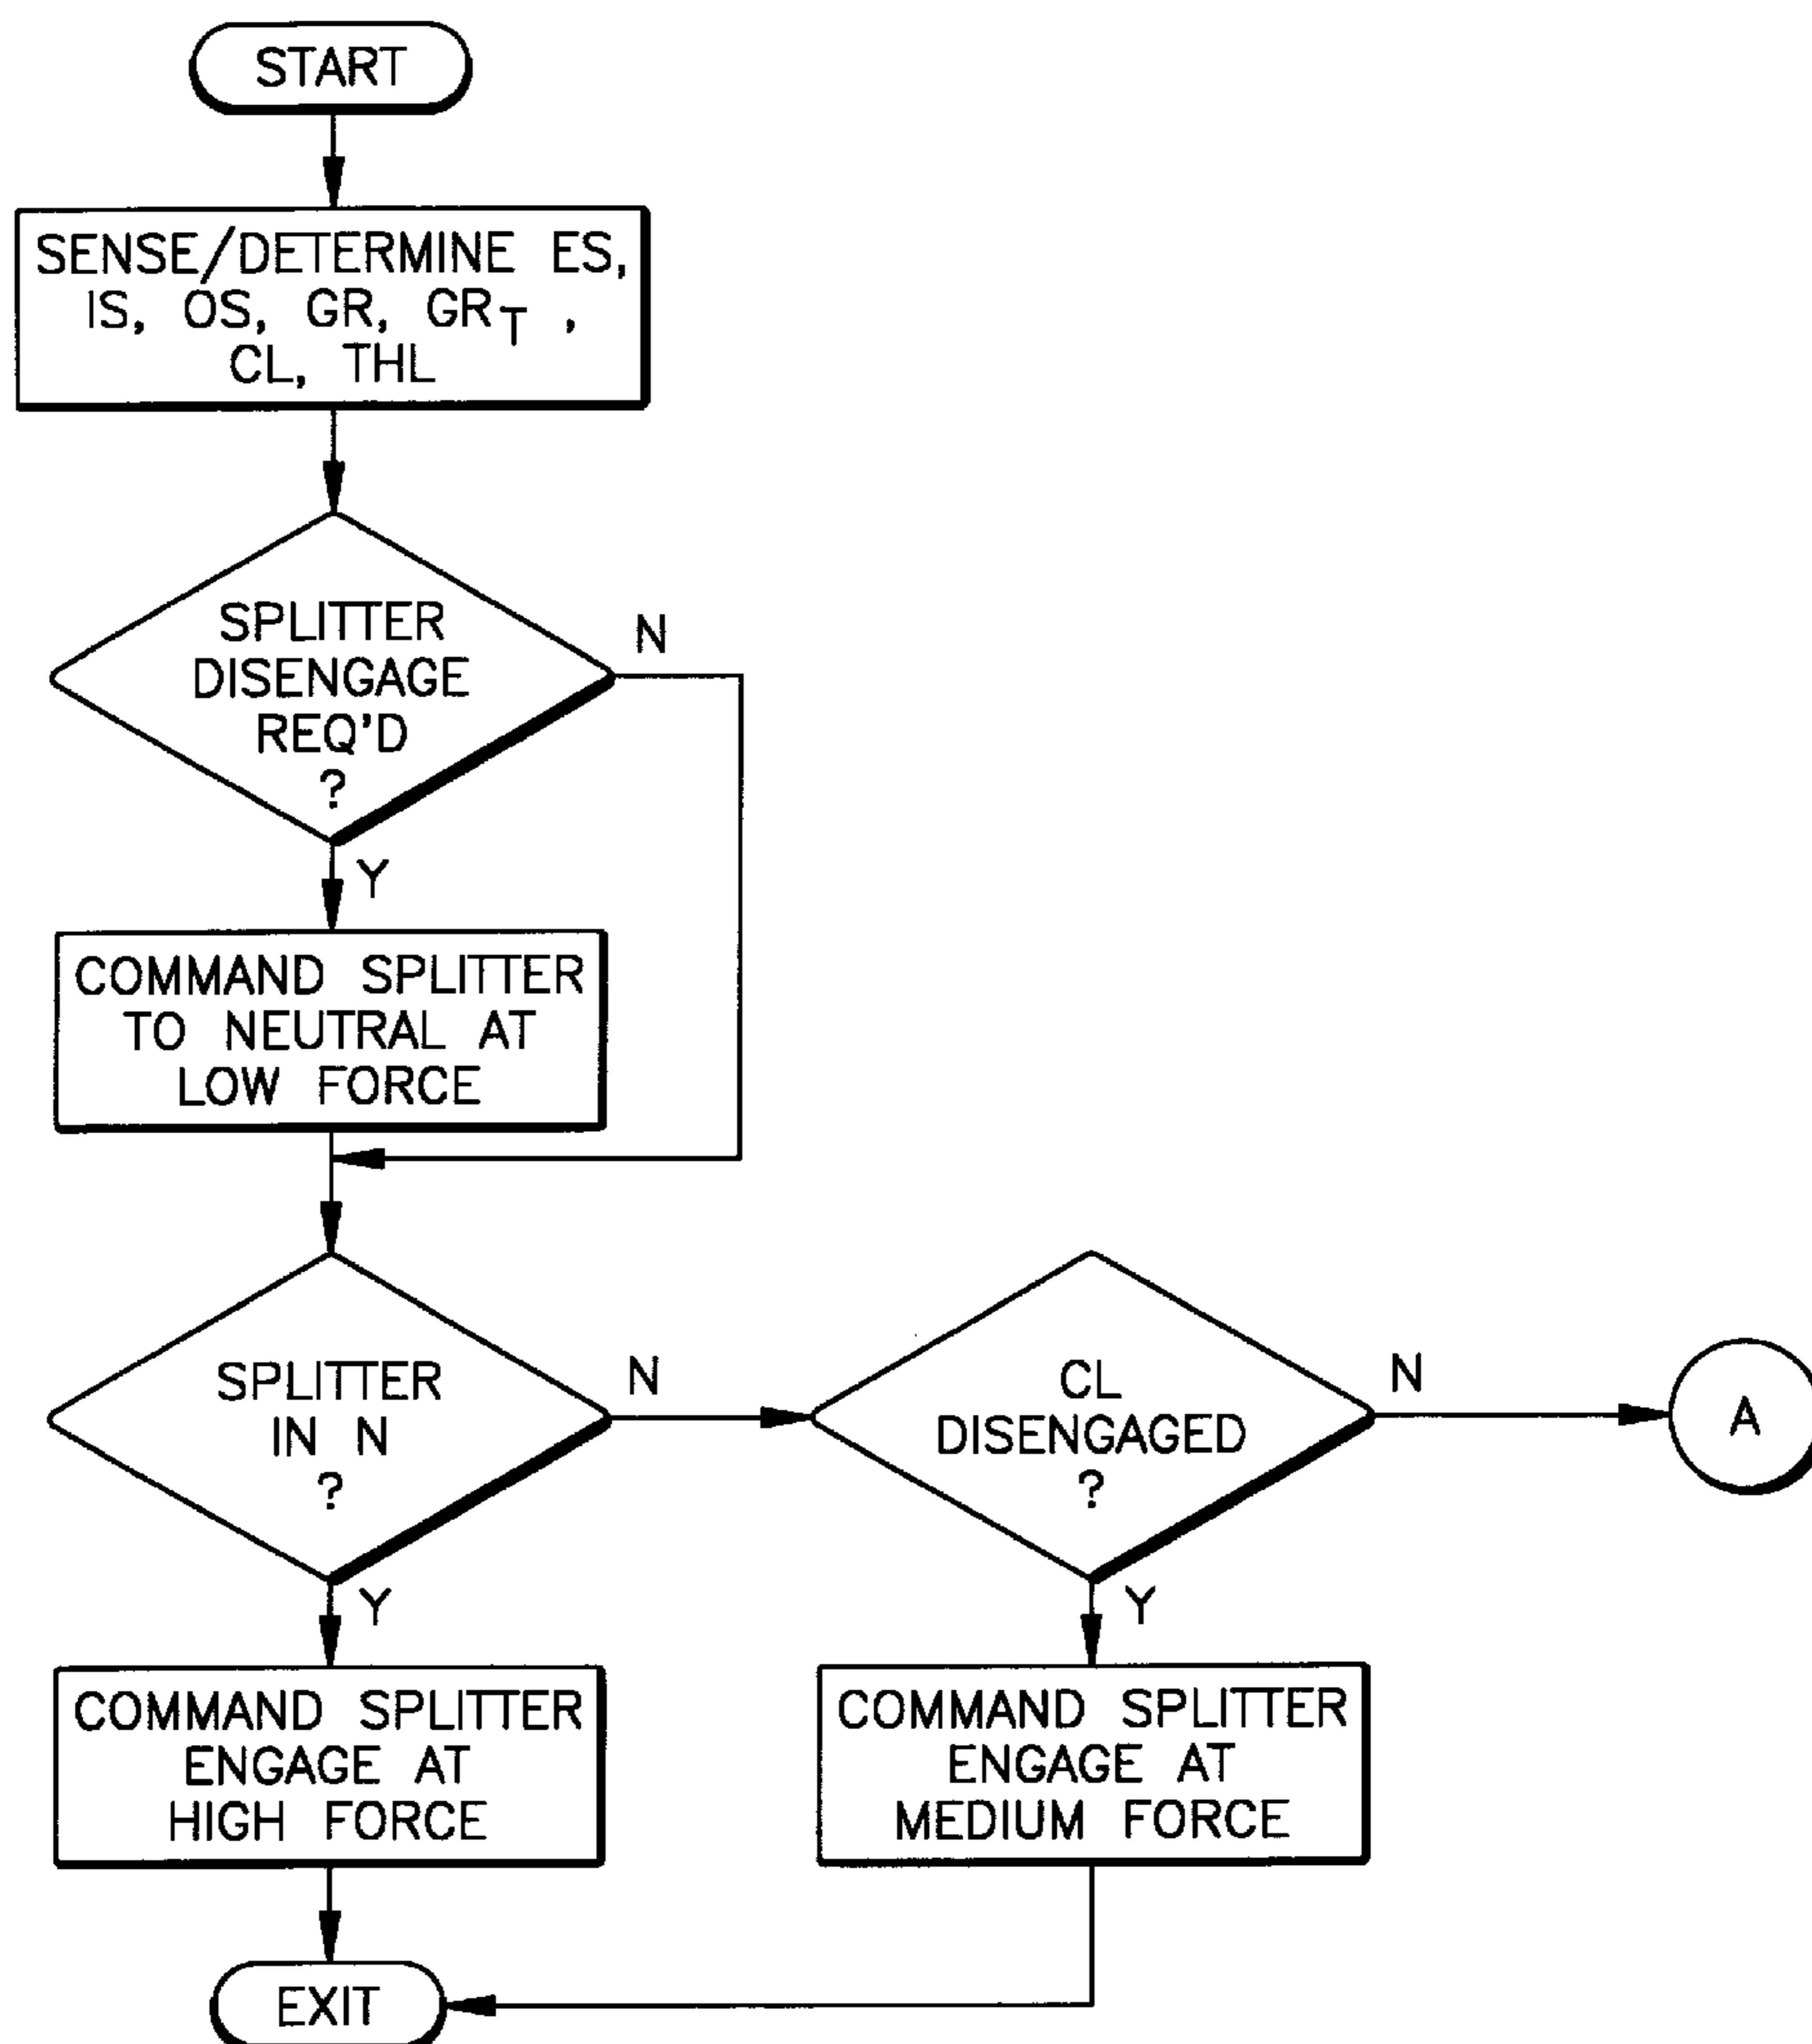 START
SENSE/DETERMINE ES,
IS, OS, GR, GR_T ,
CL, THL
SPLITTER
DISENGAGE
REQ'D
?
N
Y
COMMAND SPLITTER
TO NEUTRAL AT
LOW FORCE
SPLITTER
IN N
?
N
Y
CL
DISENGAGED
?
N
A
Y
COMMAND SPLITTER
ENGAGE AT
HIGH FORCE
COMMAND SPLITTER
ENGAGE AT
MEDIUM FORCE
EXIT